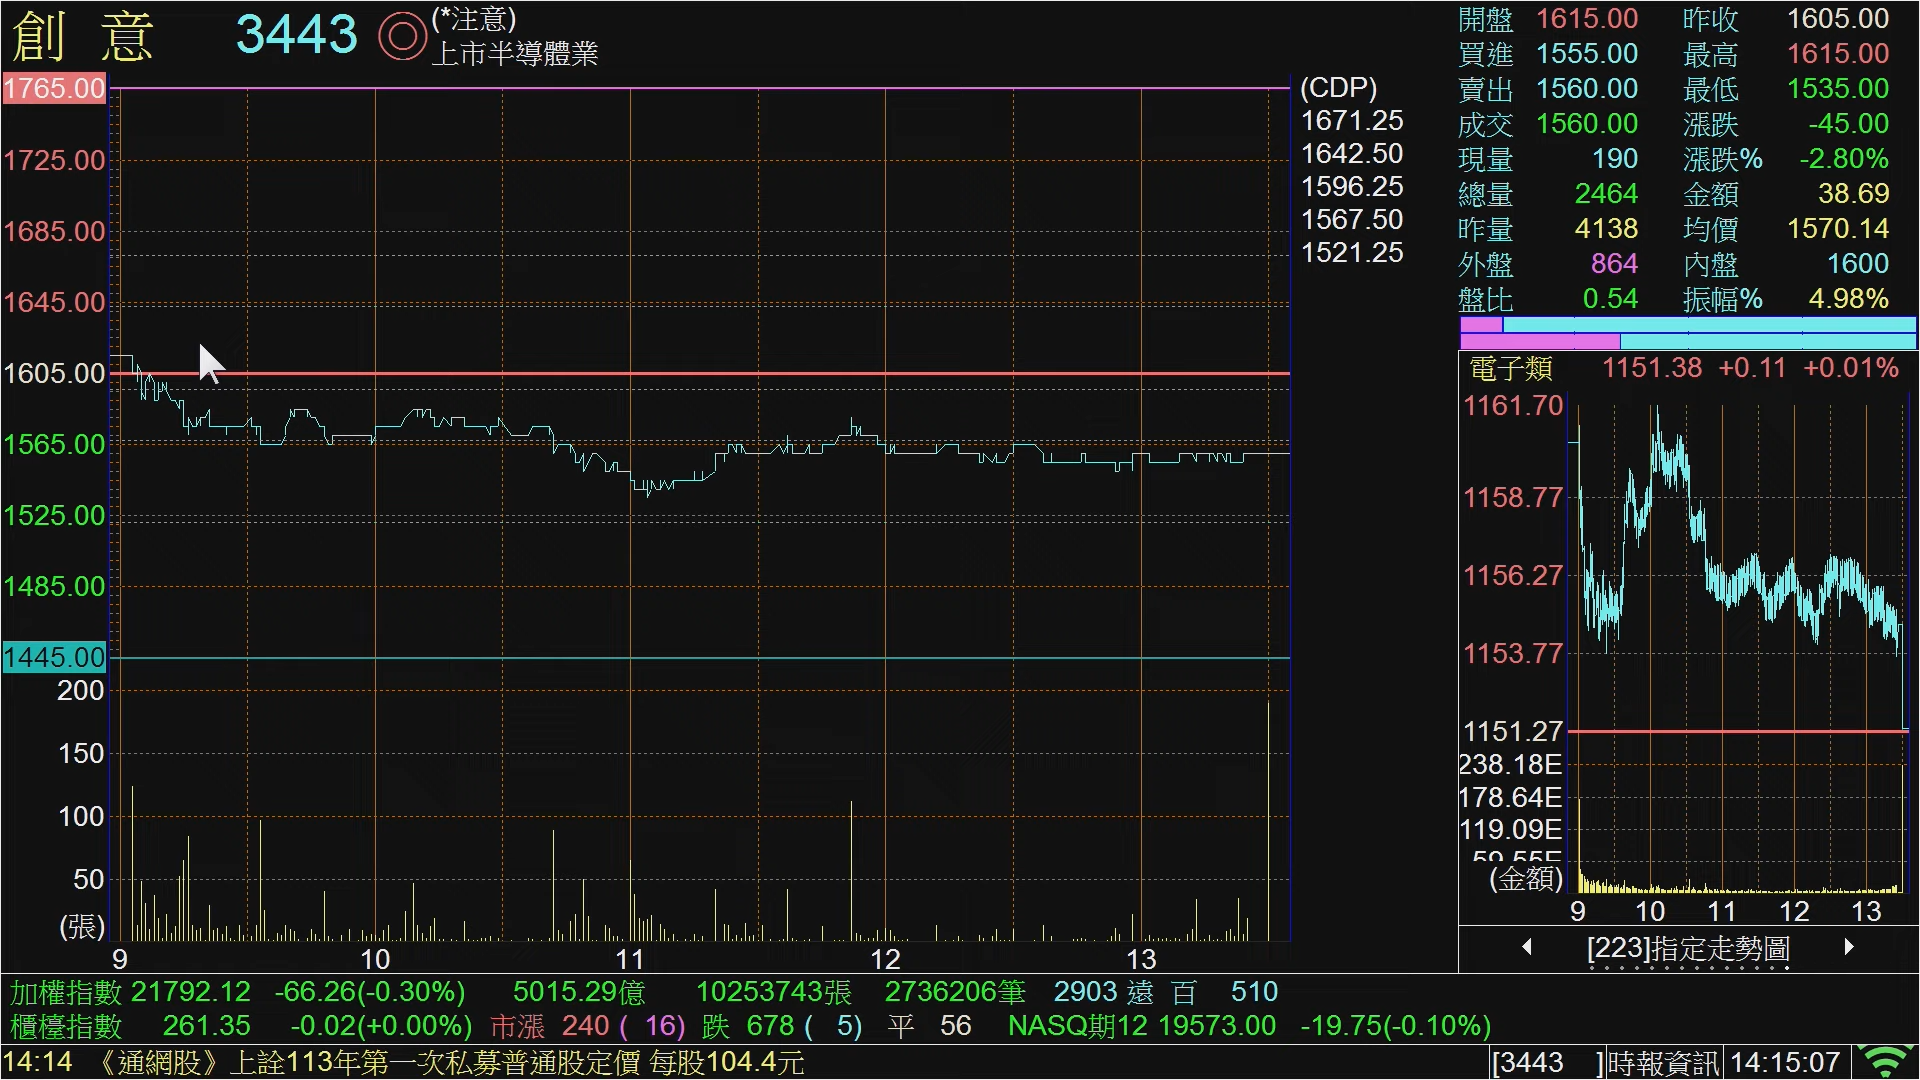 創 意 3443 (*注意)
上市半導體業
1765.00
1725.00
1685.00
1645.00
1605.00
1565.00
1525.00
1485.00
1445.00
200
150
100
50
(張)
9 10 11 12 13
(CDP)
1671.25
1642.50
1596.25
1567.50
1521.25
開盤 1615.00 昨收 1605.00
買進 1555.00 最高 1615.00
賣出 1560.00 最低 1535.00
成交 1560.00 漲跌 -45.00
現量 190 漲跌% -2.80%
總量 2464 金額 38.69
昨量 4138 均價 1570.14
外盤 864 內盤 1600
盤比 0.54 振幅% 4.98%
電子類 1151.38 +0.11 +0.01%
1161.70
1158.77
1156.27
1153.77
1151.27
238.18E
178.64E
119.09E
59.55E
(金額)
9 10 11 12 13
[223]指定走勢圖
加權指數 21792.12 -66.26(-0.30%) 5015.29億 10253743張 2736206筆 2903 遠 百 510
櫃檯指數 261.35 -0.02(+0.00%) 市漲 240 ( 16) 跌 678 ( 5) 平 56 NASQ期12 19573.00 -19.75(-0.10%)
14:14 《通網股》上詮113年第一次私募普通股定價 每股104.4元 [3443 ]時報資訊 14:15:07